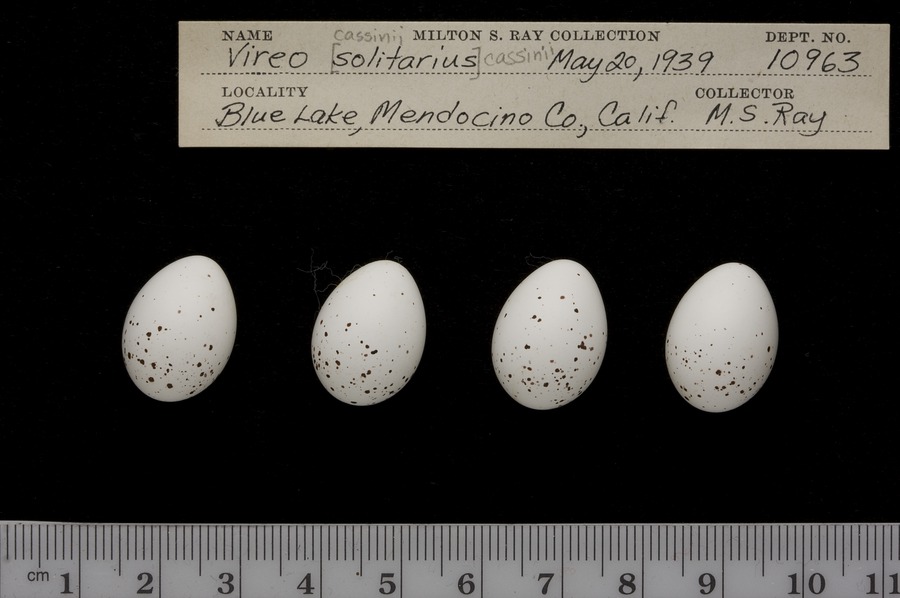 NAME cassinii MILTON S. RAY COLLECTION DEPT. NO.
Vireo [solitarius] cassinii May 20, 1939 10963
LOCALITY COLLECTOR
Blue Lake, Mendocino Co., Calif. M.S. Ray
cm 1 2 3 4 5 6 7 8 9 10 11